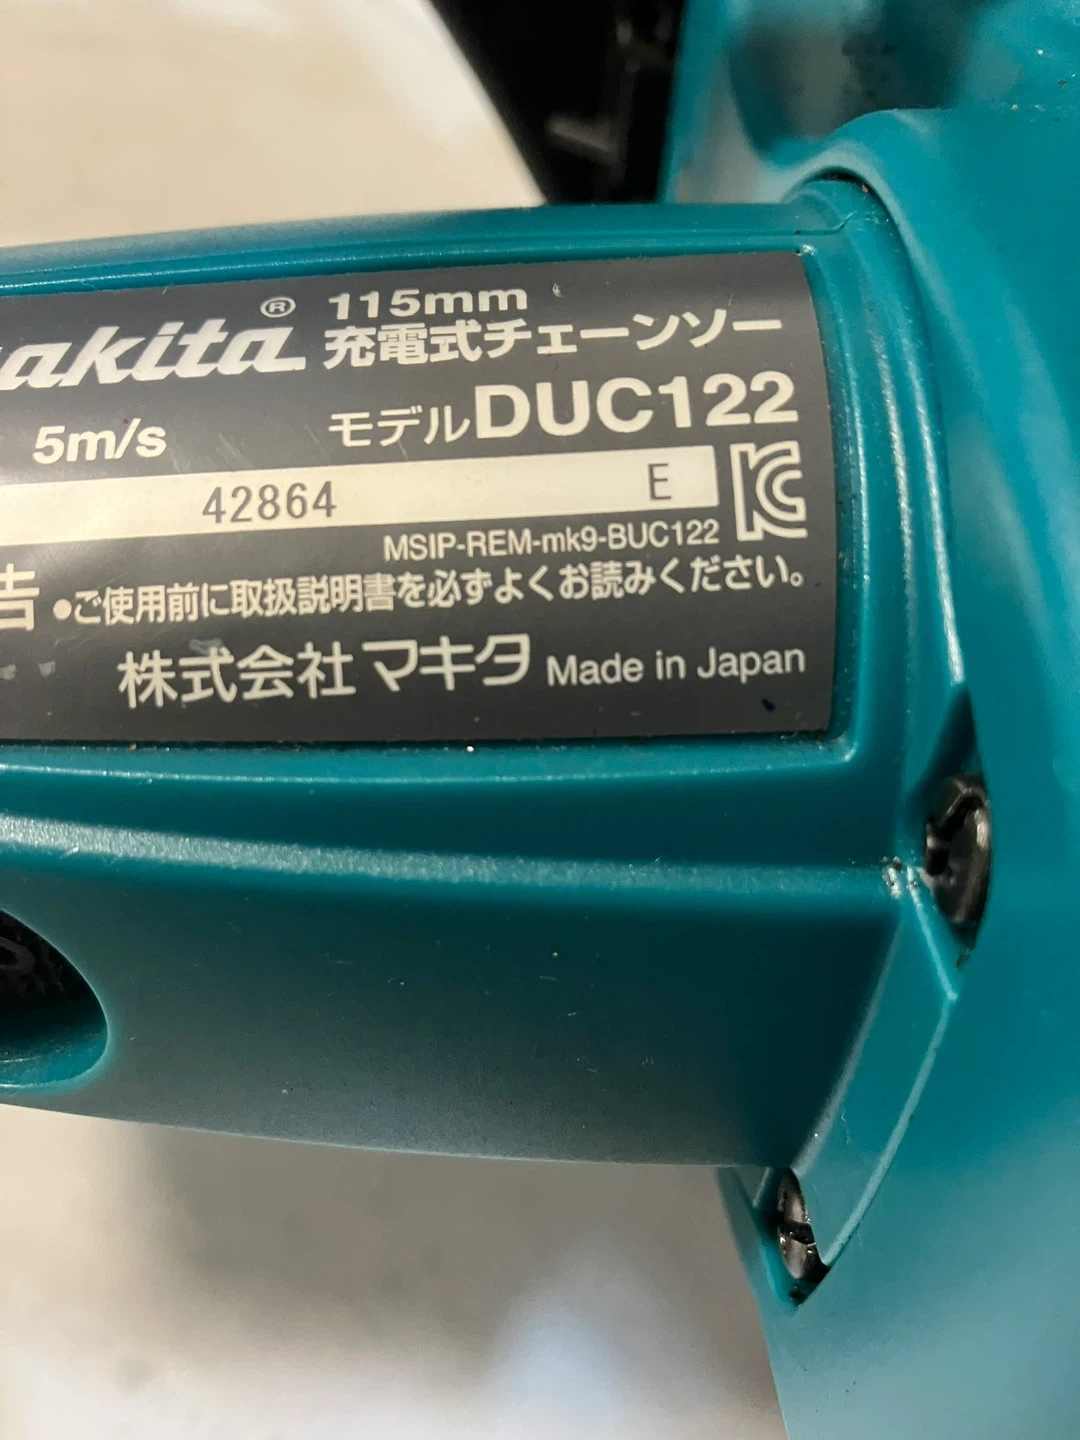 akita® 115mm
充電式チェーンソー
5m/s モデルDUC122
42864 E
MSIP-REM-mk9-BUC122
告 •ご使用前に取扱説明書を必ずよくお読みください。
株式会社マキタ Made in Japan